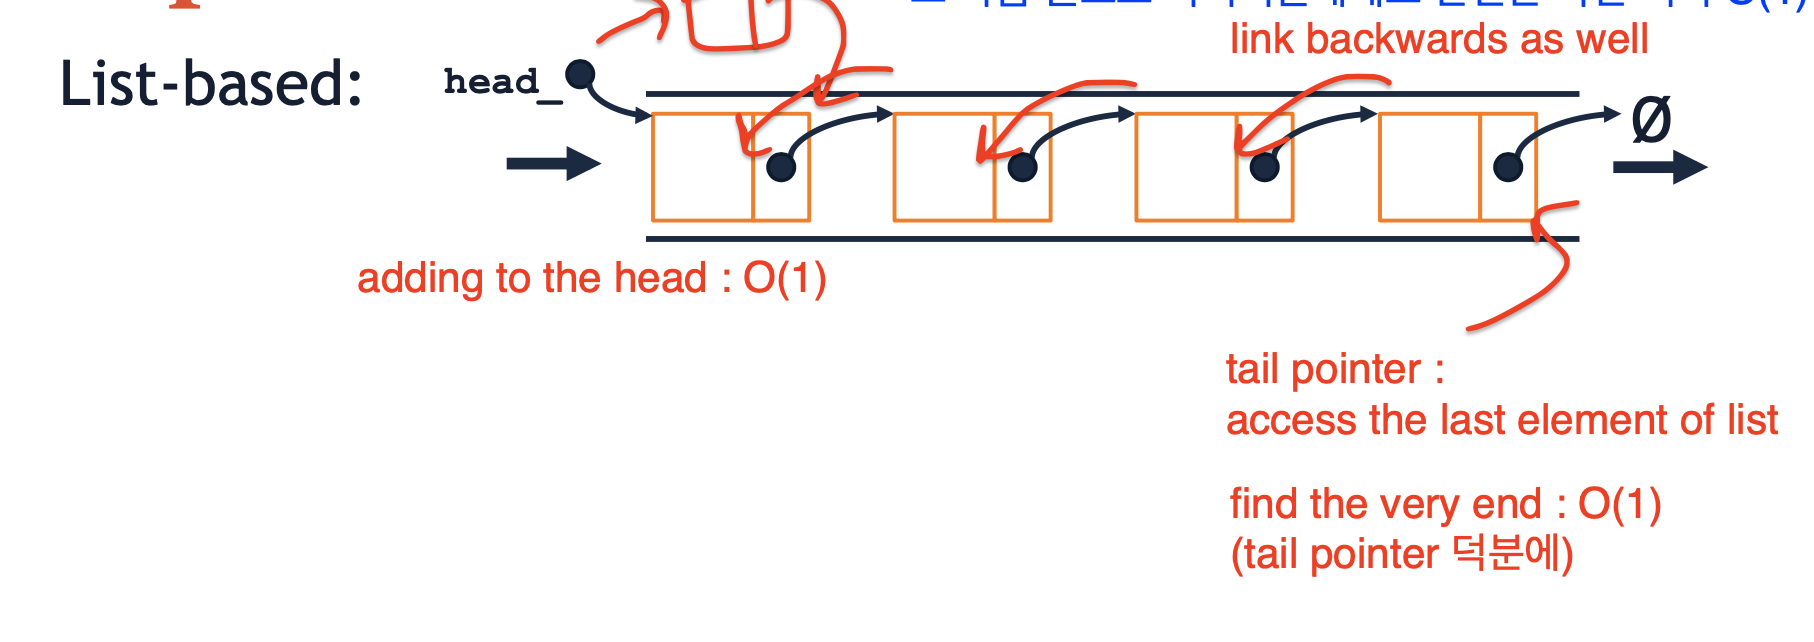 O(1)
link backwards as well
List-based:
head_
Ø
adding to the head : O(1)
tail pointer :
access the last element of list
find the very end : O(1)
(tail pointer 덕분에)